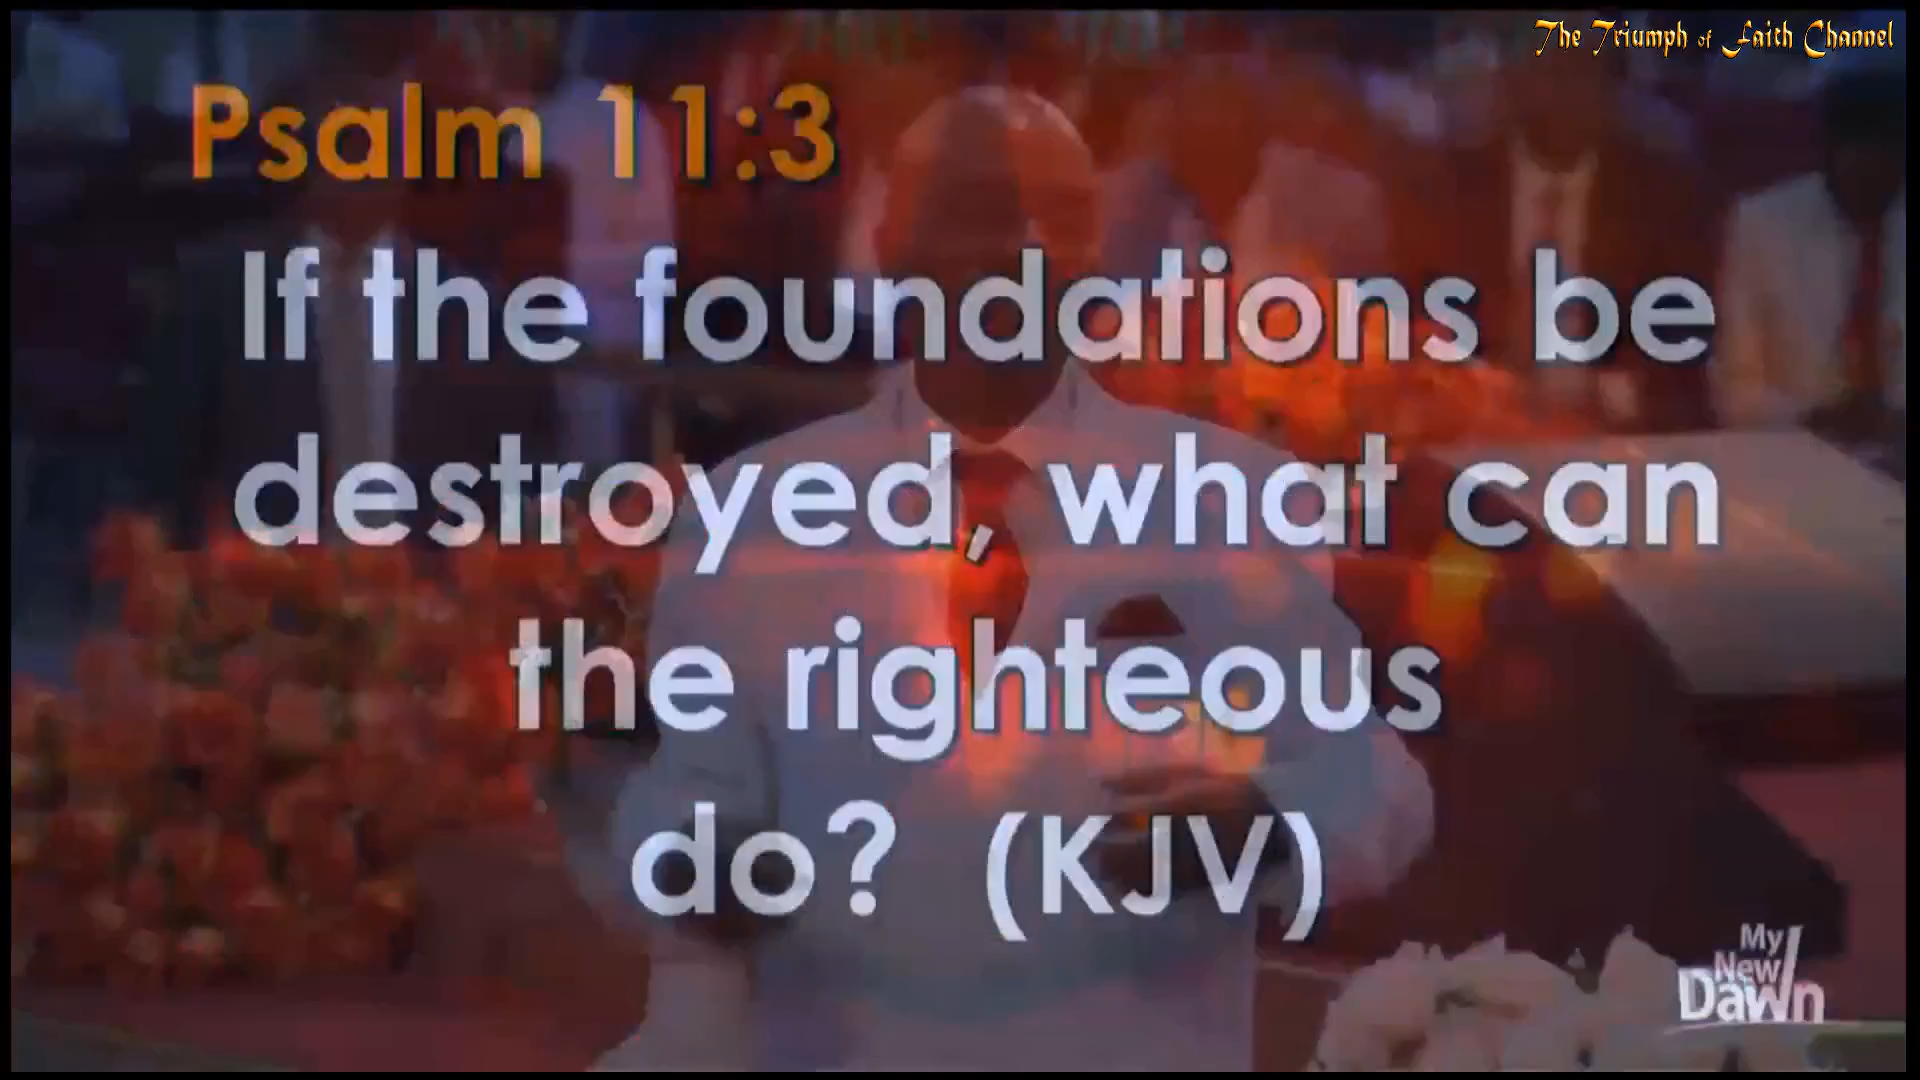 The Triumph of Faith Channel
Psalm 11:3
If the foundations be
destroyed, what can
the righteous
do? (KJV)
My
New
Dawn